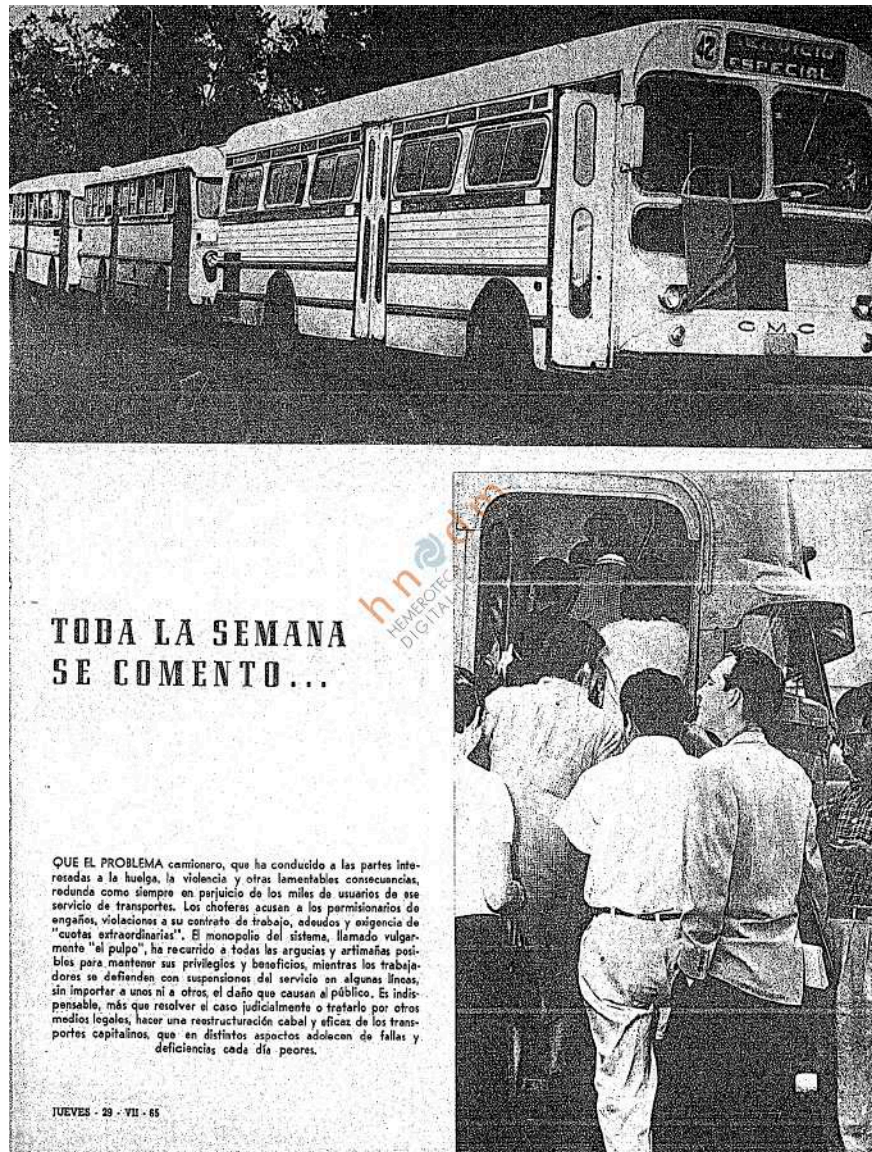 42
SERVICIO
ESPECIAL
CMC
hndm
HEMEROTECA
DIGITAL
TODA LA SEMANA
SE COMENTO...
QUE EL PROBLEMA camionero, que ha conducido a las partes inte-
resadas a la huelga, la violencia y otras lamentables consecuencias,
redunda como siempre en perjuicio de los miles de usuarios de ese
servicio de transportes. Los choferes acusan a los permisionarios de
engaños, violaciones a su contrato de trabajo, adeudos y exigencia de
"cuotas extraordinarias". El monopolio del sistema, llamado vulgar-
mente "el pulpo", ha recurrido a todas las argucias y artimañas posi-
bles para mantener sus privilegios y beneficios, mientras los trabaja-
dores se defienden con suspensiones del servicio en algunas líneas,
sin importar a unos ni a otros, el daño que causan al público. Es indis-
pensable, más que resolver el caso judicialmente o tratarlo por otros
medios legales, hacer una reestructuración cabal y eficaz de los trans-
portes capitalinos, que en distintos aspectos adolecen de fallas y
deficiencias cada día peores.
JUEVES - 29 - VII - 65